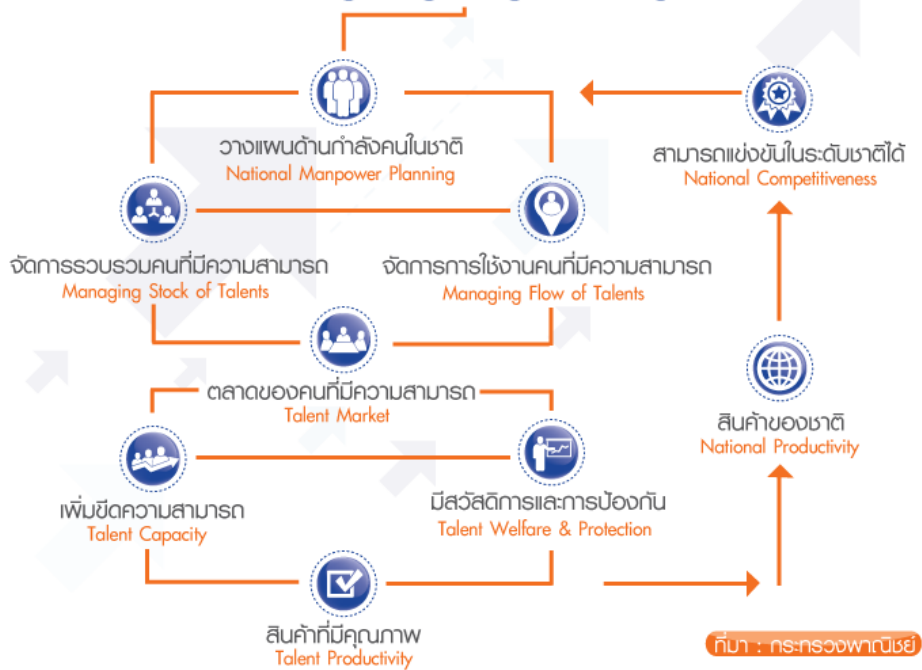 วางแผนด้านกำลังคนในชาติ
National Manpower Planning
สามารถแข่งขันในระดับชาติได้
National Competitiveness
จัดการรวบรวมคนที่มีความสามารถ
Managing Stock of Talents
จัดการการใช้งานคนที่มีความสามารถ
Managing Flow of Talents
ตลาดของคนที่มีความสามารถ
Talent Market
สินค้าของชาติ
National Productivity
เพิ่มขีดความสามารถ
Talent Capacity
มีสวัสดิการและการป้องกัน
Talent Welfare & Protection
สินค้าที่มีคุณภาพ
Talent Productivity
ที่มา : กระทรวงพาณิชย์